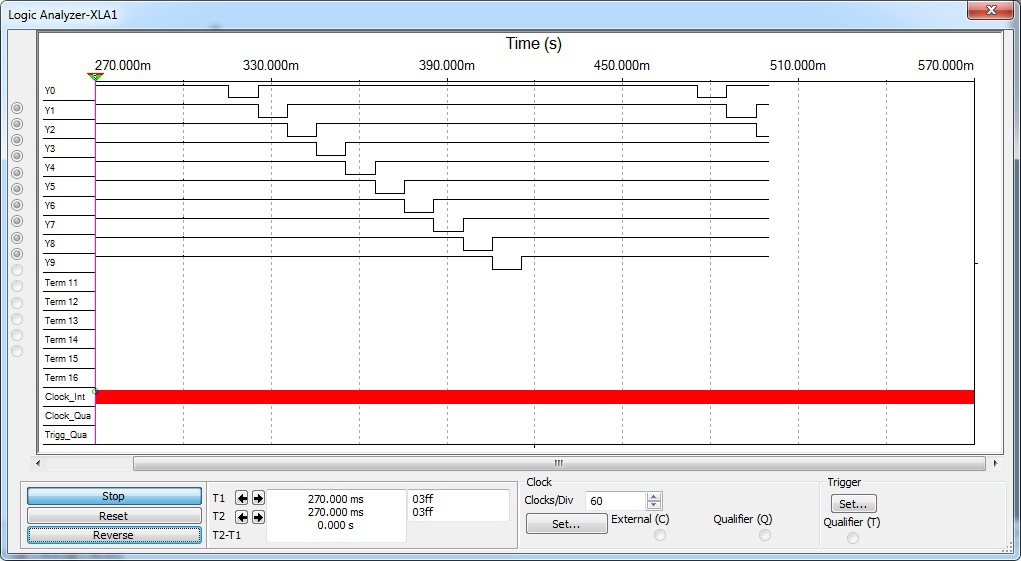 Logic Analyzer-XLA1
Time (s)
270.000m 330.000m 390.000m 450.000m 510.000m 570.000m
Y0
Y1
Y2
Y3
Y4
Y5
Y6
Y7
Y8
Y9
Term 11
Term 12
Term 13
Term 14
Term 15
Term 16
Clock_Int
Clock_Qua
Trigg_Qua
Stop
Reset
Reverse
T1 270.000 ms 03ff
T2 270.000 ms 03ff
T2-T1 0.000 s
Clock
Clocks/Div 60
Set... External (C) Qualifier (Q)
Trigger
Set...
Qualifier (T)